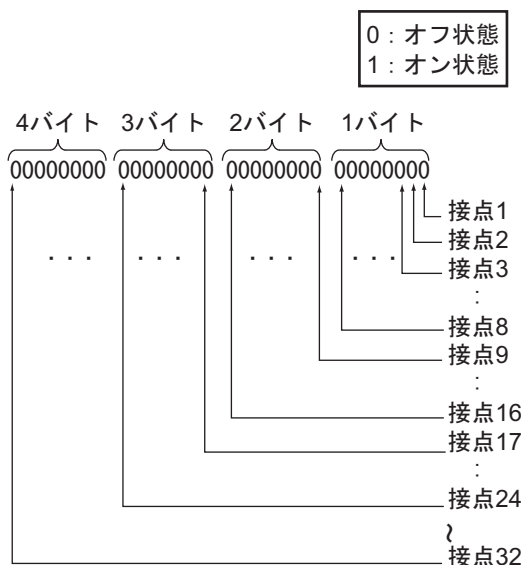 0：オフ状態
1：オン状態
4バイト 3バイト 2バイト 1バイト
00000000 00000000 00000000 00000000
接点1
接点2
・・・ ・・・ ・・・ ・・・ 接点3
：
接点8
接点9
：
接点16
接点17
：
接点24
～
接点32